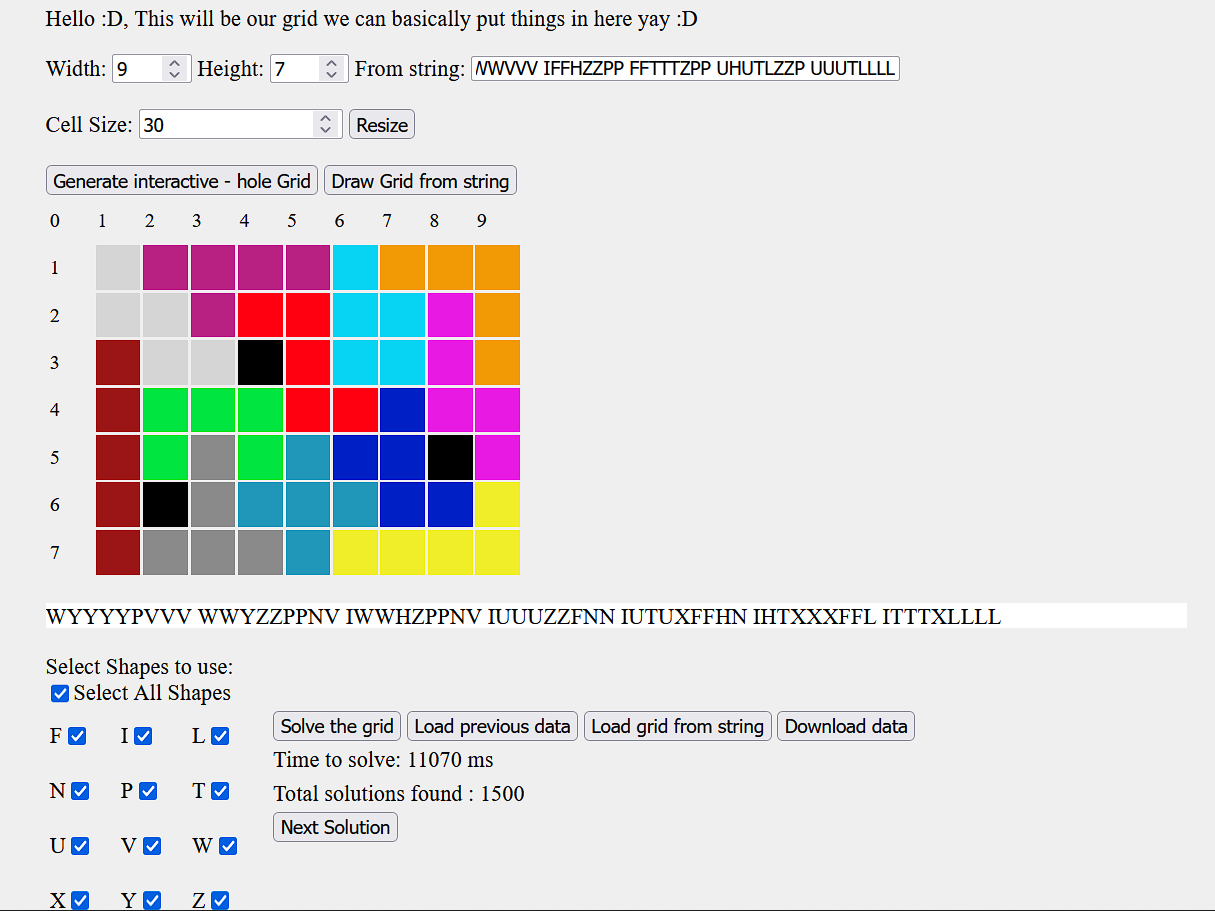 Hello :D, This will be our grid we can basically put things in here yay :D
Width: 9 Height: 7 From string: WWVVV IFFHZZPP FFTTTZPP UHUTLZZP UUUTLLLL
Cell Size: 30 Resize
Generate interactive - hole Grid Draw Grid from string
0 1 2 3 4 5 6 7 8 9
1
2
3
4
5
6
7
WYYYYPVVV WWYZZPPNV IWWHZPPNV IUUUZZFNN IUTUXFFHN IHTXXXFFL ITTTXLLLL
Select Shapes to use:
Select All Shapes
F I L
N P T
U V W
X Y Z
Solve the grid Load previous data Load grid from string Download data
Time to solve: 11070 ms
Total solutions found : 1500
Next Solution